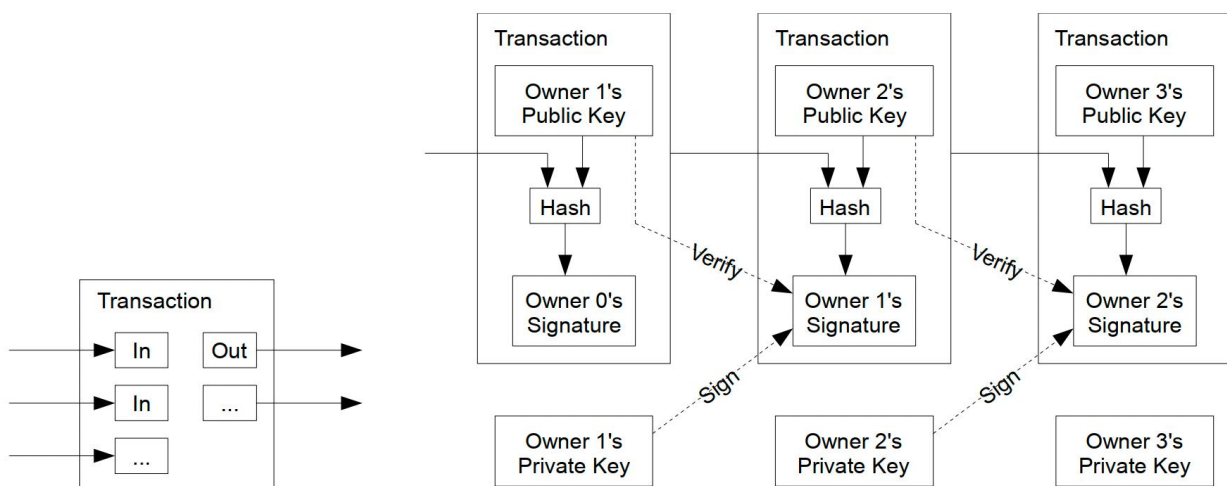 Transaction
In
Out
In
...
...
Transaction
Owner 1's
Public Key
Hash
Owner 0's
Signature
Verify
Sign
Owner 1's
Private Key
Transaction
Owner 2's
Public Key
Hash
Owner 1's
Signature
Verify
Sign
Owner 2's
Private Key
Transaction
Owner 3's
Public Key
Hash
Owner 2's
Signature
Owner 3's
Private Key